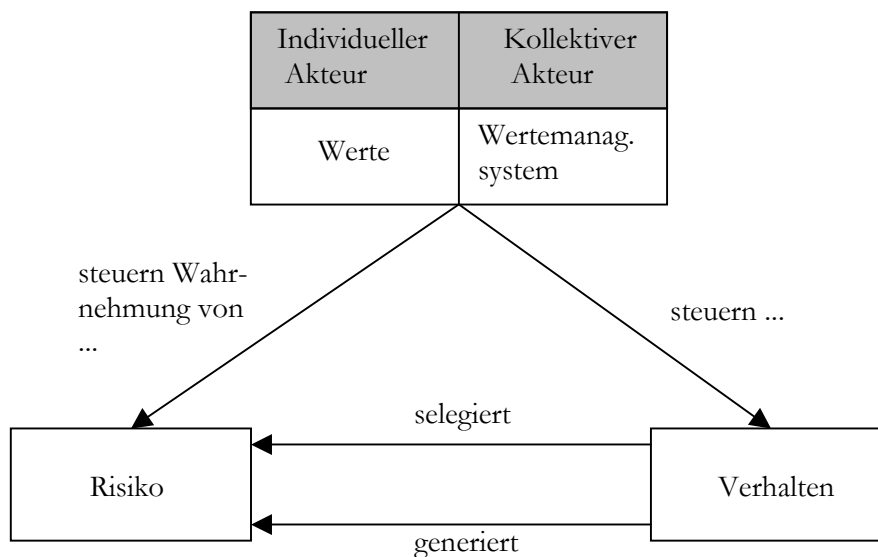 Individueller
Akteur
Kollektiver
Akteur
Werte
Wertemanag.
system
steuern Wahr-
nehmung von
...
steuern ...
selegiert
Risiko
Verhalten
generiert